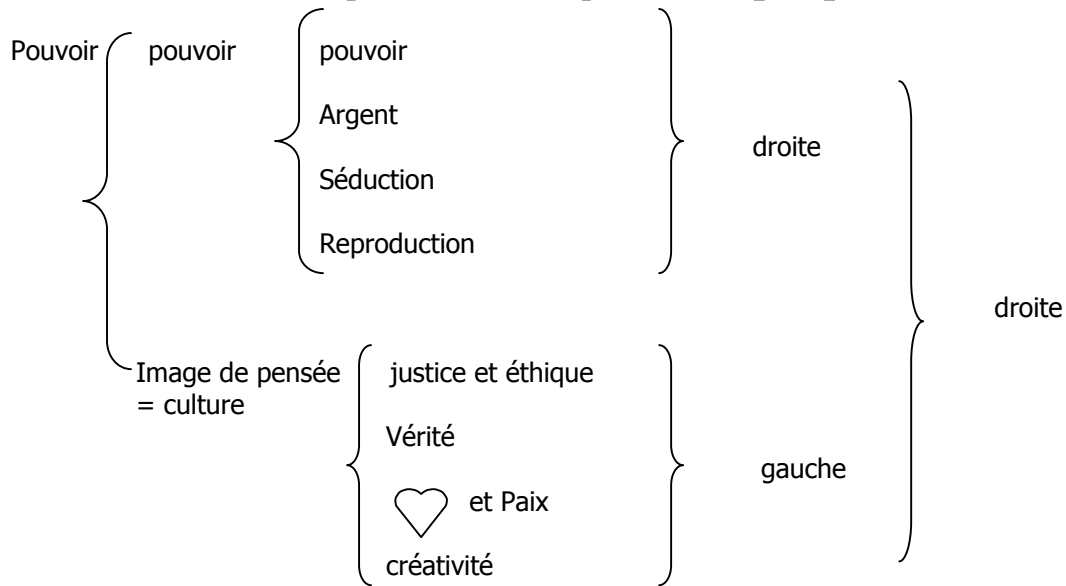 Pouvoir pouvoir pouvoir
Argent
droite
Séduction
Reproduction
droite
Image de pensée justice et éthique
= culture
Vérité
gauche
et Paix
créativité